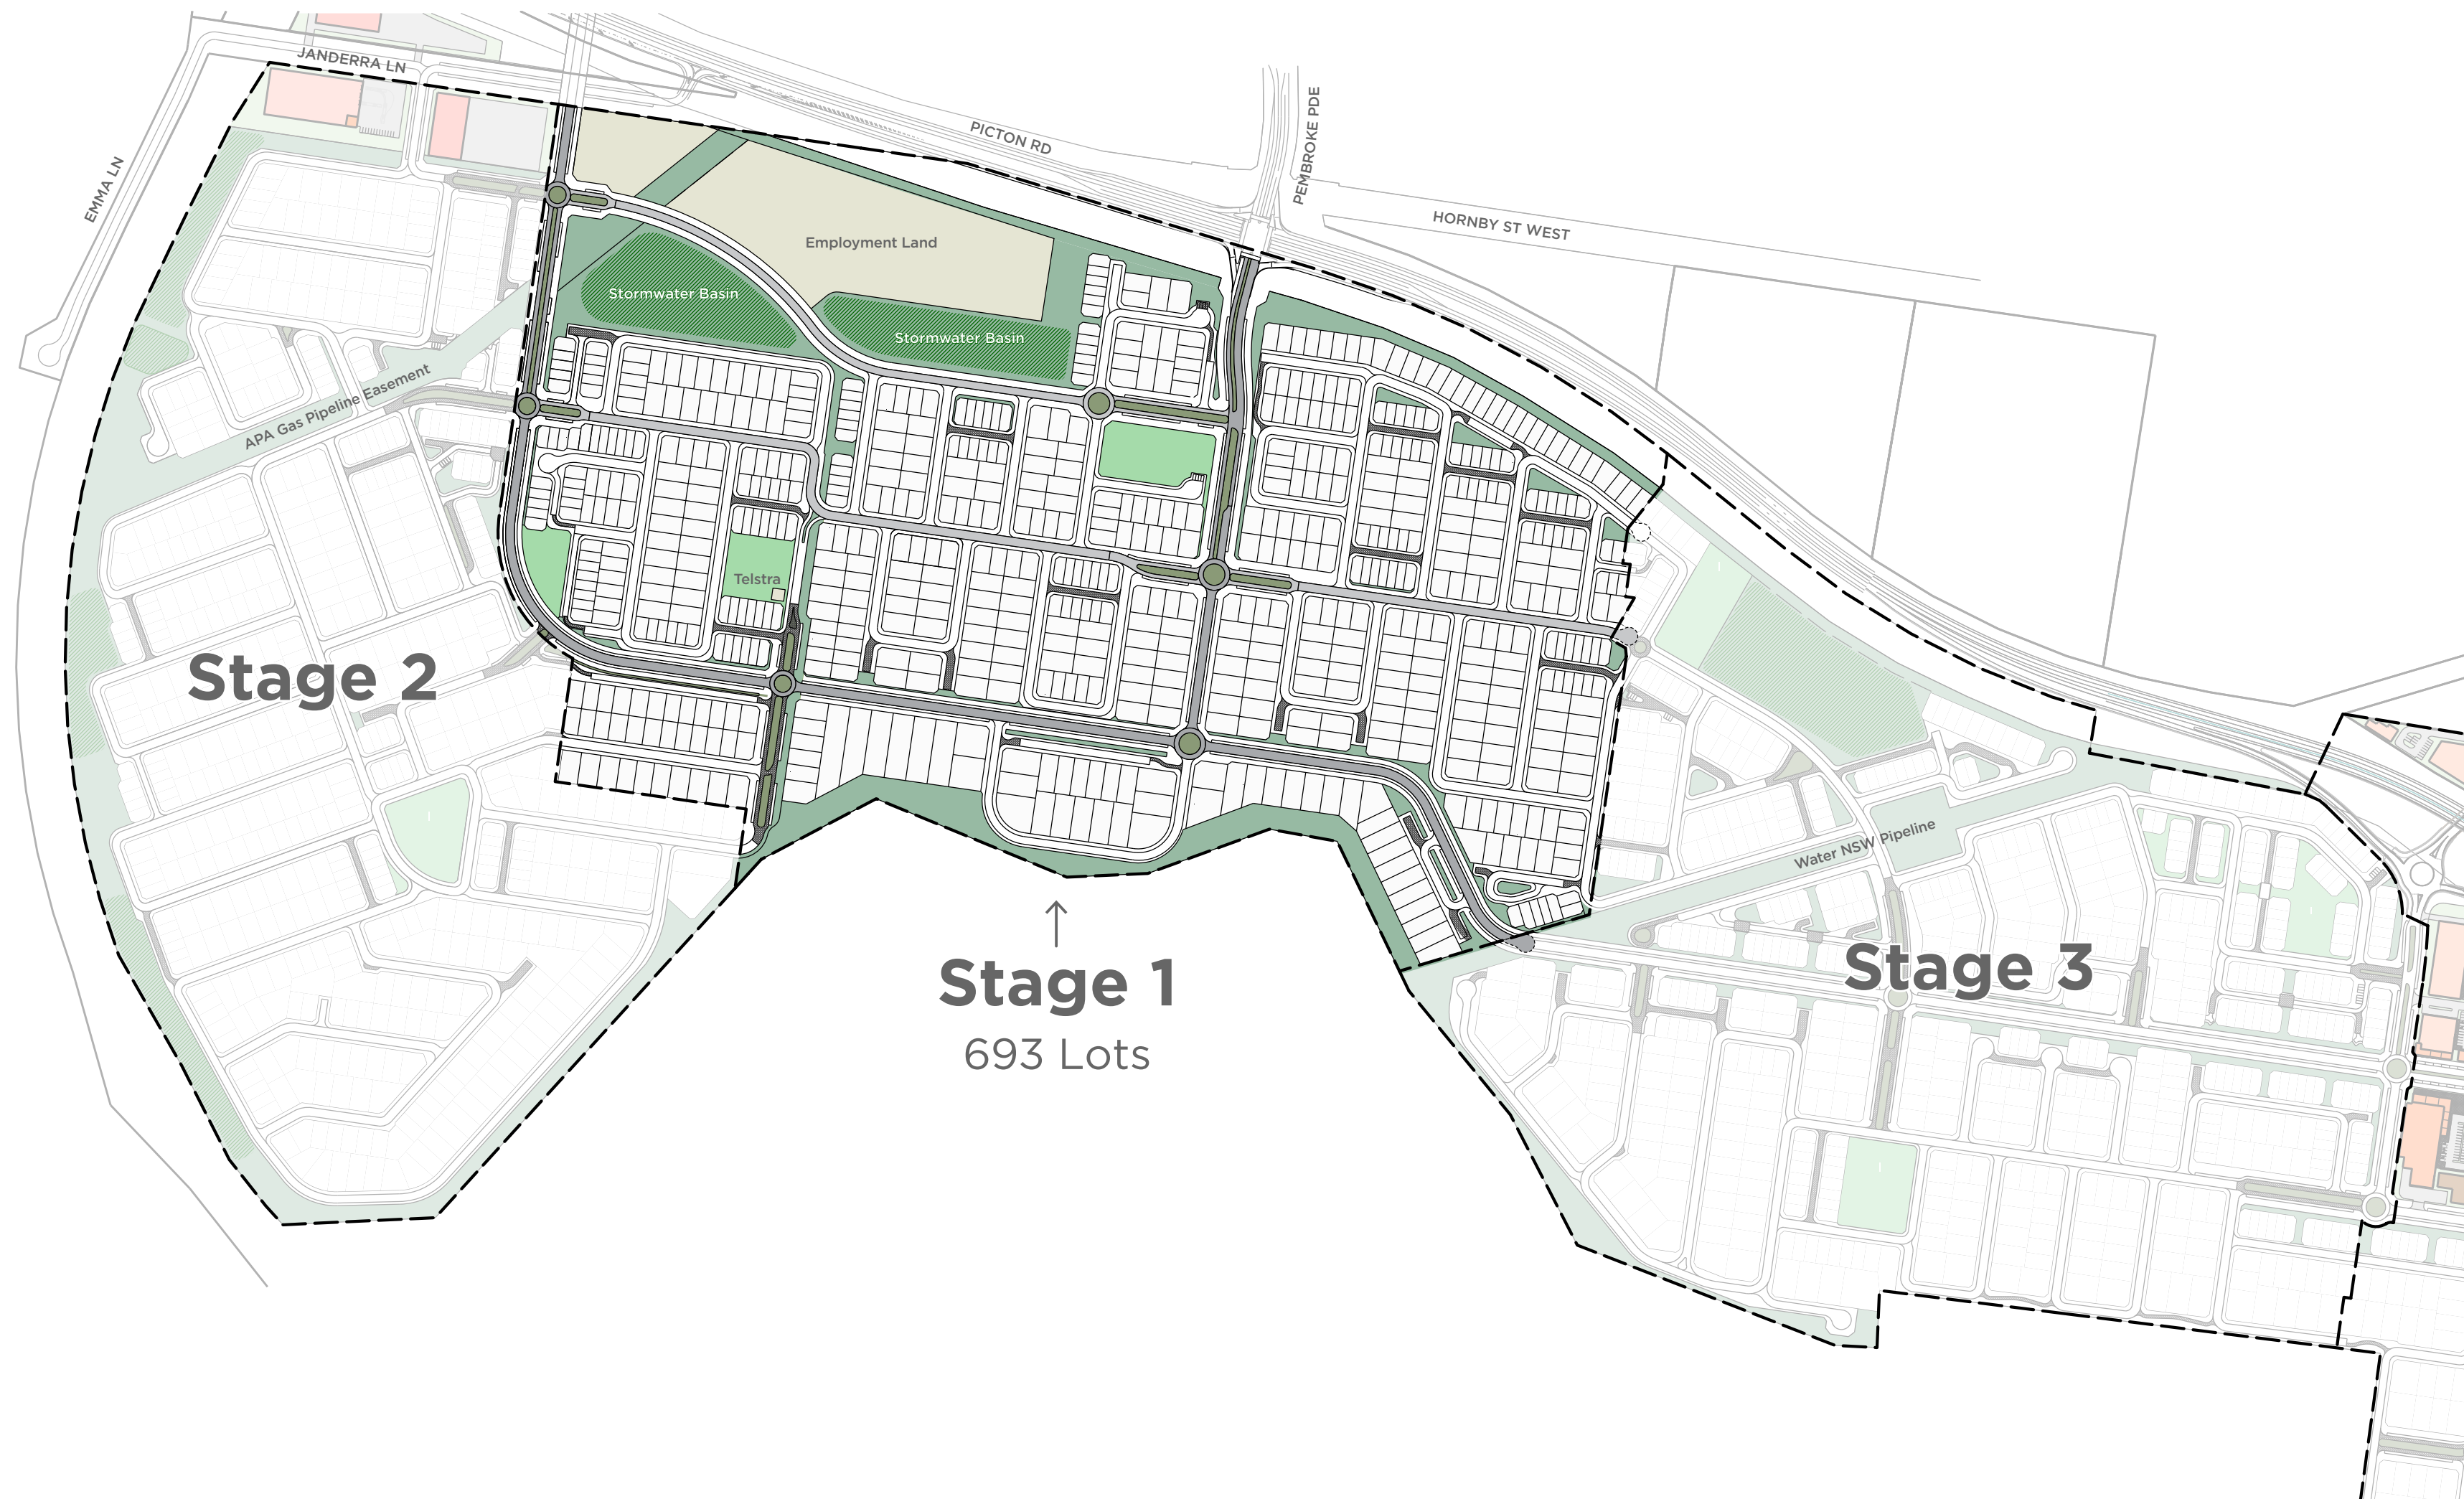 JANDERRA LN
PICTON RD
PEMBROKE PDE
EMMA LN
HORNBY ST WEST
Employment Land
Stormwater Basin
Stormwater Basin
APA Gas Pipeline Easement
Telstra
Stage 2
Water NSW Pipeline
Stage 3
Stage 1
693 Lots